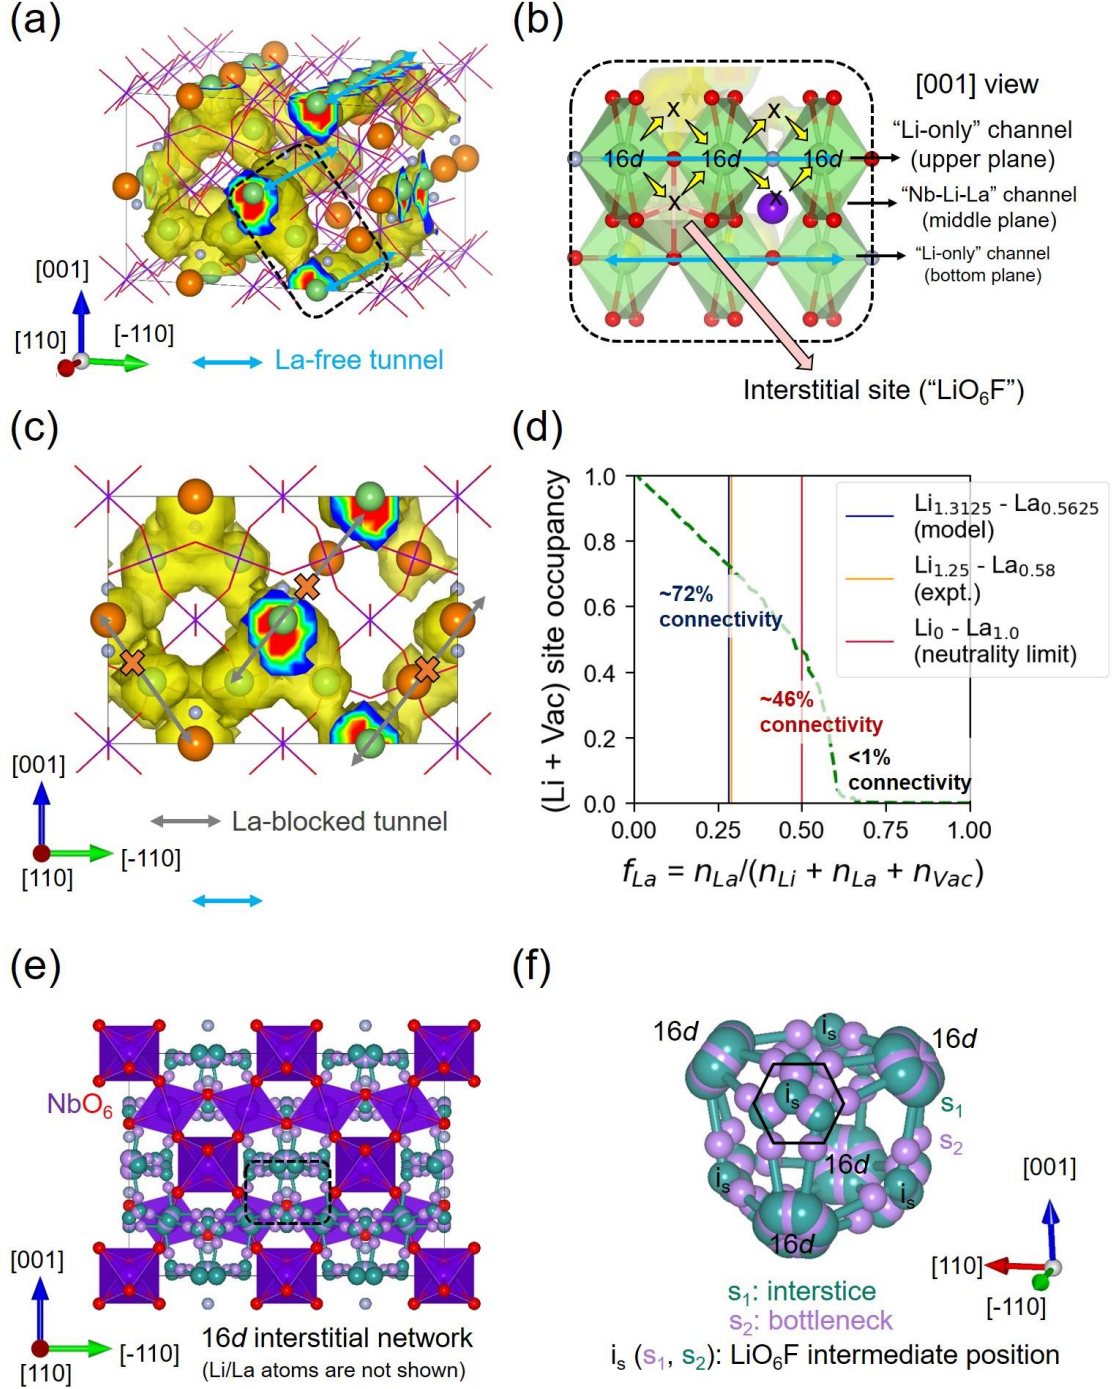 (a)
[001]
[110]
[-110]
La-free tunnel
(b)
[001] view
“Li-only” channel
(upper plane)
“Nb-Li-La” channel
(middle plane)
“Li-only” channel
(bottom plane)
X X
16d 16d 16d
X X
Interstitial site (“LiO6F”)
(c)
[001]
[110]
[-110]
La-blocked tunnel
(d)
(Li + Vac) site occupancy
1.0
0.8
0.6
0.4
0.2
0.0
0.00 0.25 0.50 0.75 1.00
fLa = nLa/(nLi + nLa + nVac)
~72%
connectivity
~46%
connectivity
<1%
connectivity
Li1.3125 - La0.5625
(model)
Li1.25 - La0.58
(expt.)
Li0 - La1.0
(neutrality limit)
(e)
NbO6
[001]
[110]
[-110]
16d interstitial network
(Li/La atoms are not shown)
(f)
16d
is
16d
is
s1
s2
16d
is
is
16d
[001]
[110]
[-110]
s1: interstice
s2: bottleneck
is (s1, s2): LiO6F intermediate position